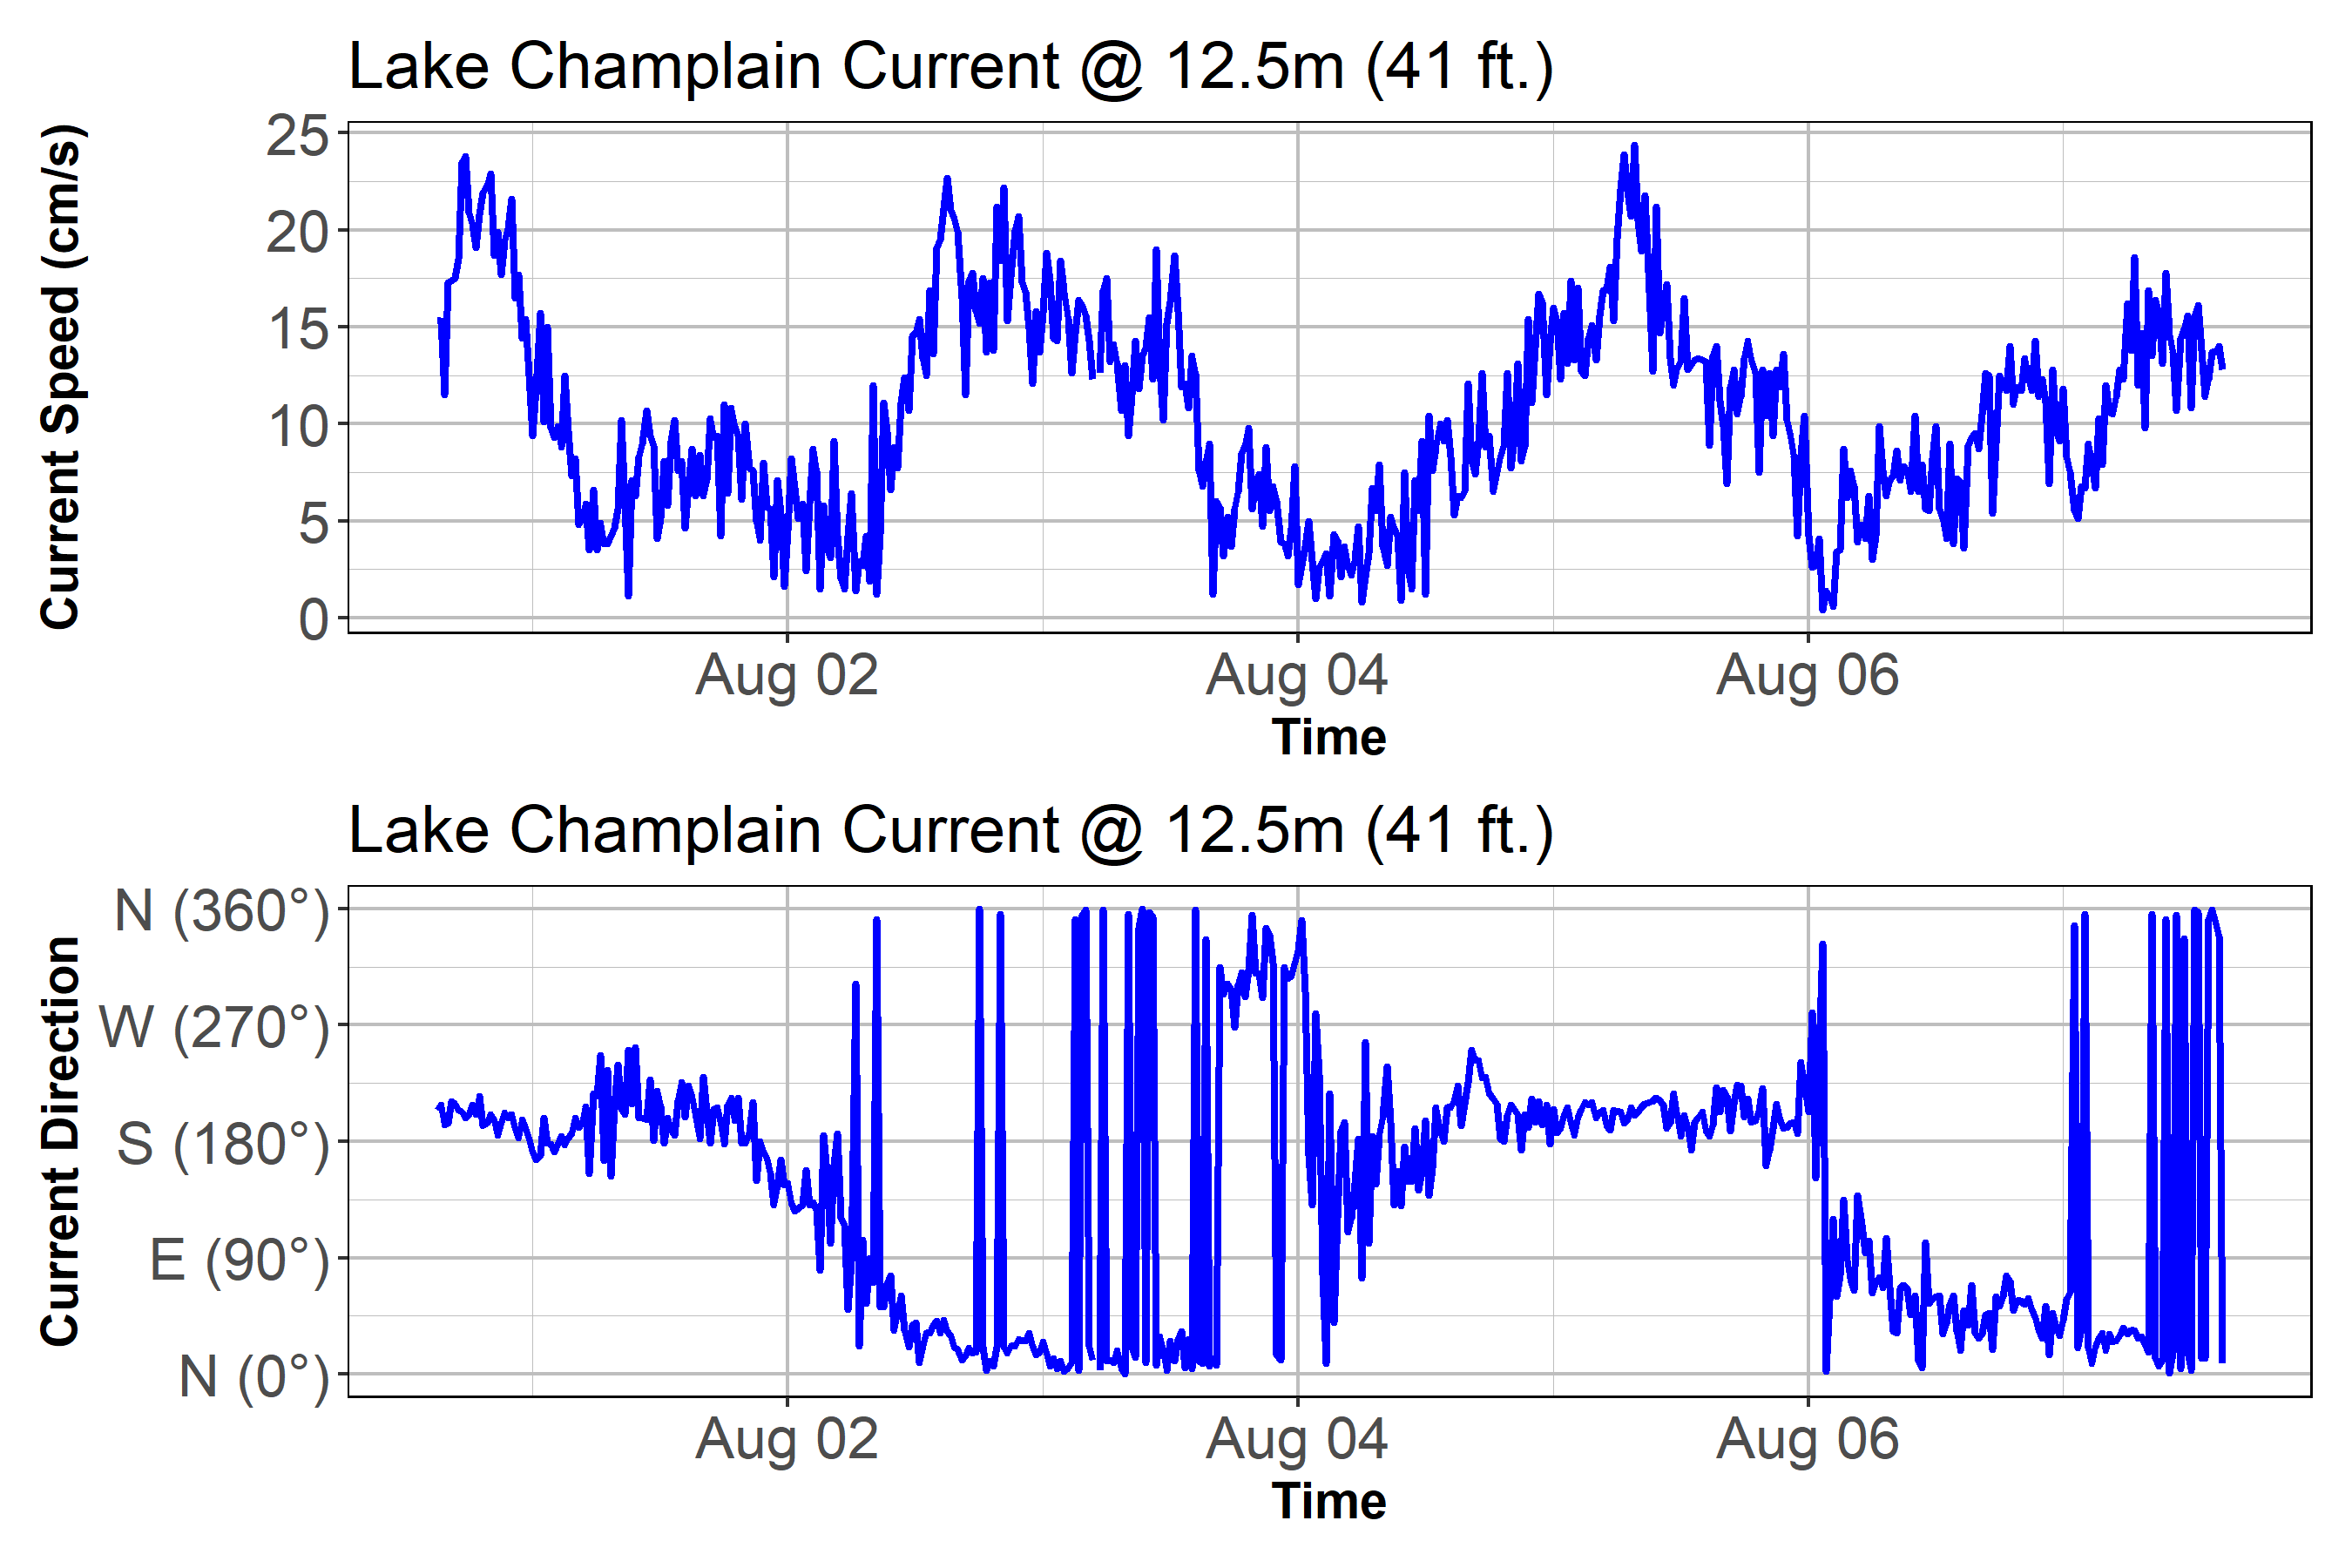 Lake Champlain Current @ 12.5m (41 ft.)
Current Speed (cm/s)
25
20
15
10
5
0
Aug 02
Aug 04
Aug 06
Time
Lake Champlain Current @ 12.5m (41 ft.)
Current Direction
N (360°)
W (270°)
S (180°)
E (90°)
N (0°)
Aug 02
Aug 04
Aug 06
Time